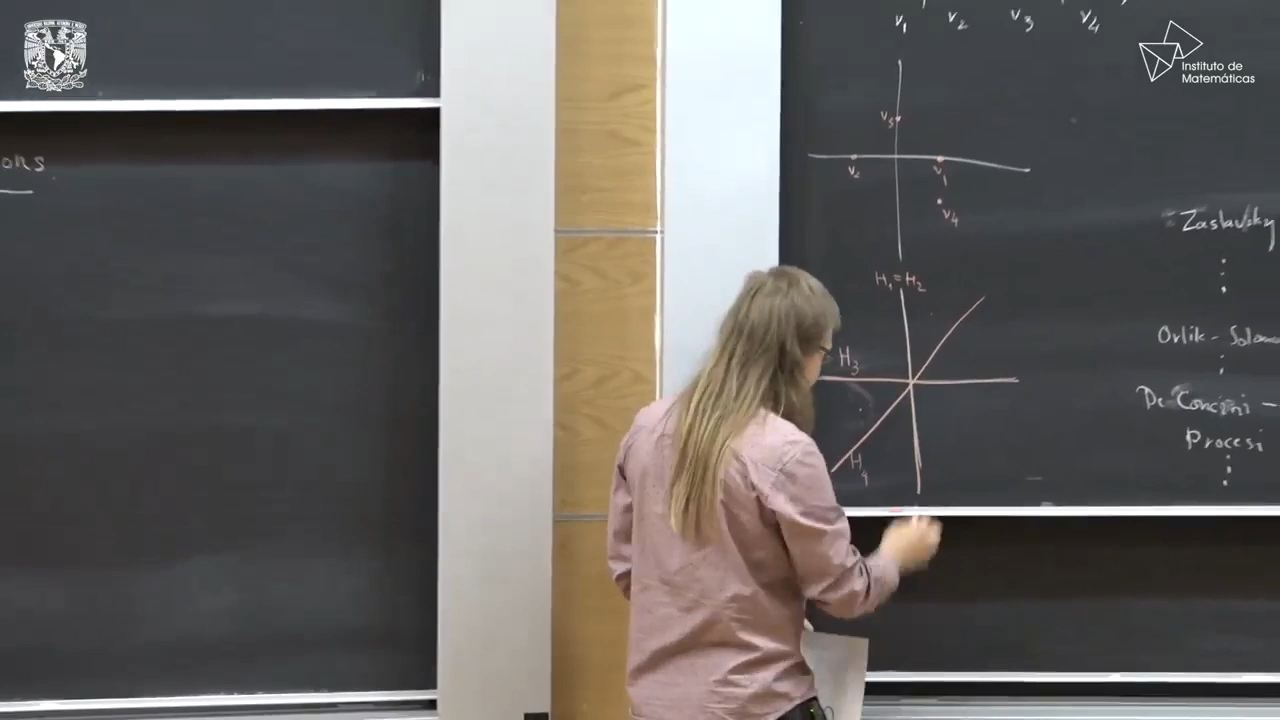 ons
v₁ v₂ v₃ v₄
Instituto de
Matemáticas
v₃
v₂ v₁
v₄
Zaslavsky
H₁ = H₂
Orlik - Solom
H₃
De Concini -
Procesi
H₄